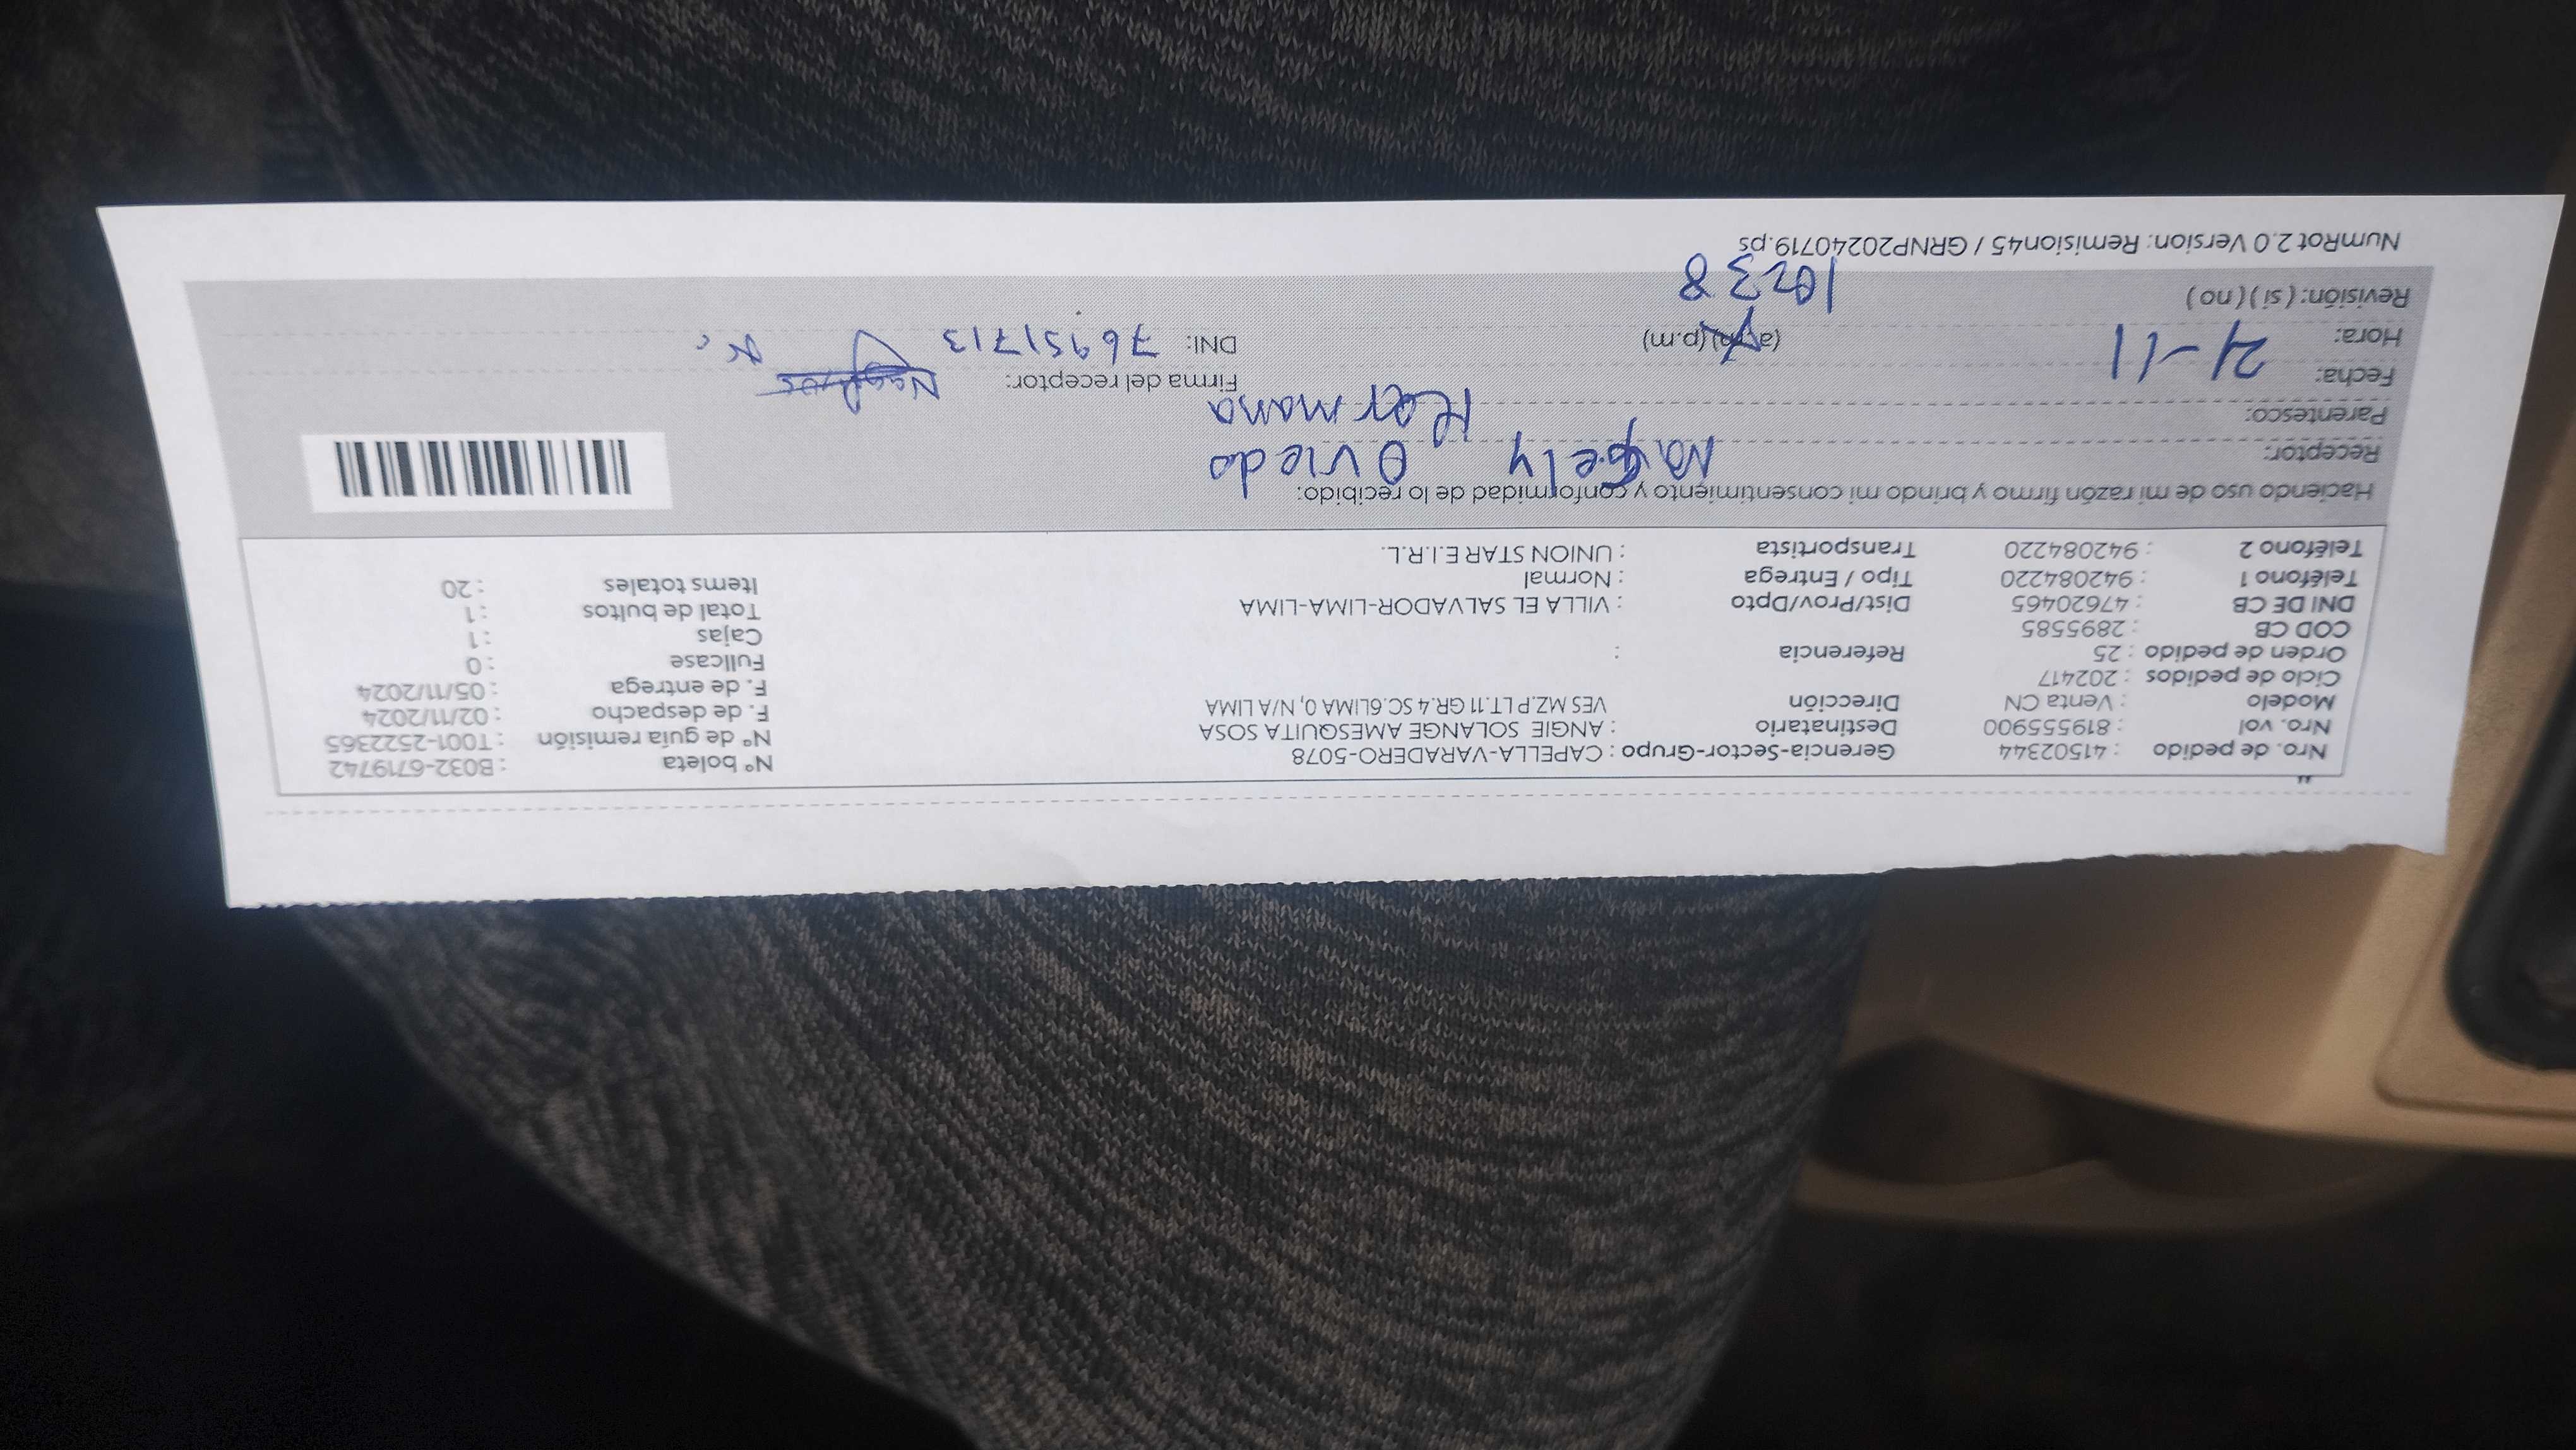 Nro. de pedido : 41502344 Gerencia-Sector-Grupo : CAPELLA-VARADERO-5078 N° boleta : B032-6719742
Nro. vol : 819555900 Destinatario : ANGIE SOLANGE AMESQUITA SOSA N° de guía remisión : T001-2522365
Modelo : Venta CN Dirección VES MZ.P LT.11 GR.4 SC.6LIMA 0, N/A LIMA F. de despacho : 02/11/2024
Ciclo de pedidos : 202417 F. de entrega : 05/11/2024
Orden de pedido : 25 Referencia : Fullcase : 0
COD CB : 2895585 Cajas : 1
DNI DE CB : 47620465 Dist/Prov/Dpto : VILLA EL SALVADOR-LIMA-LIMA Total de bultos : 1
Teléfono 1 : 942084220 Tipo / Entrega : Normal Items totales : 20
Teléfono 2 : 942084220 Transportista : UNION STAR E.I.R.L.
Haciendo uso de mi razón firmo y brindo mi consentimiento y conformidad de lo recibido:
Receptor: Nagely Oviedo
Parentesco: Hermana
Fecha: 4-11 Firma del receptor:
Hora: (a.m)(p.m) DNI: 76951713
Revisión: ( si ) ( no ) 10:38
NumRot 2.0 Version: Remision45 / GRNP20240719.ps